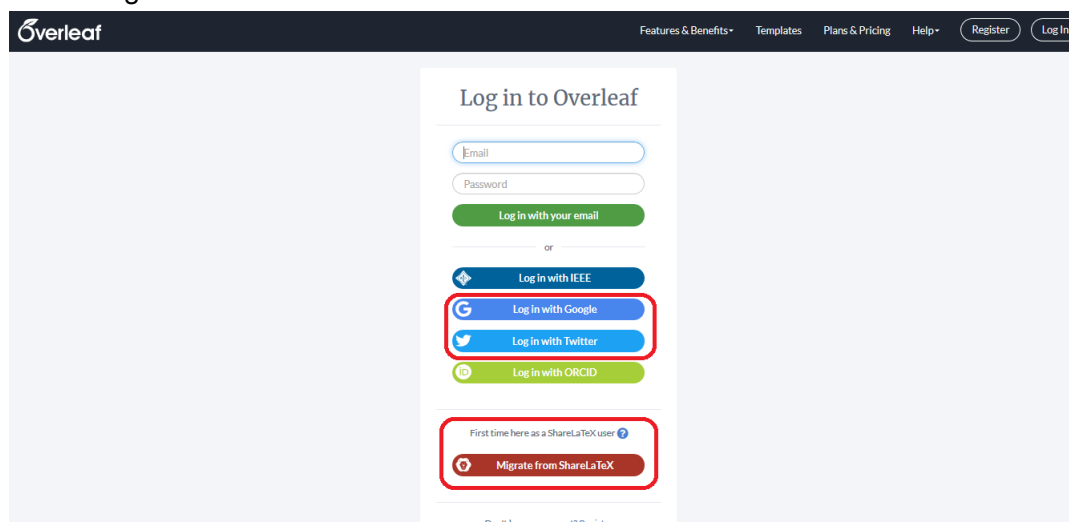 Overleaf
Features & Benefits Templates Plans & Pricing Help Register Log In
Log in to Overleaf
Email
Password
Log in with your email
or
Log in with IEEE
Log in with Google
Log in with Twitter
iD Log in with ORCID
First time here as a ShareLaTeX user ?
Migrate from ShareLaTeX